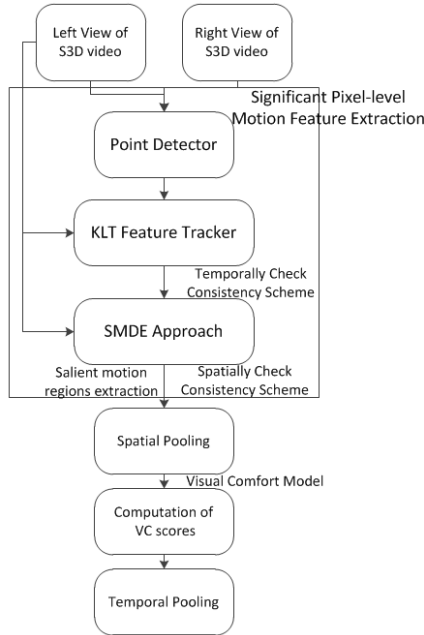 Left View of
S3D video
Right View of
S3D video
Significant Pixel-level
Motion Feature Extraction
Point Detector
KLT Feature Tracker
Temporally Check
Consistency Scheme
SMDE Approach
Salient motion
regions extraction
Spatially Check
Consistency Scheme
Spatial Pooling
Visual Comfort Model
Computation of
VC scores
Temporal Pooling